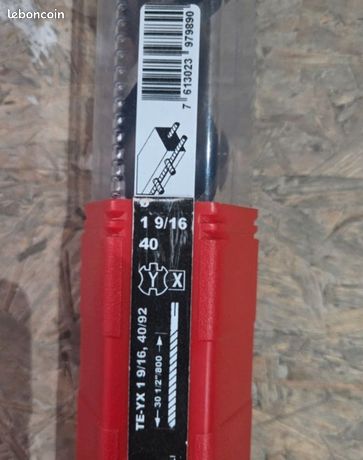 leboncoin
7 613023 979890
1 9/16
40
Y X
TE-YX 1 9/16, 40/92
30 1/2":800